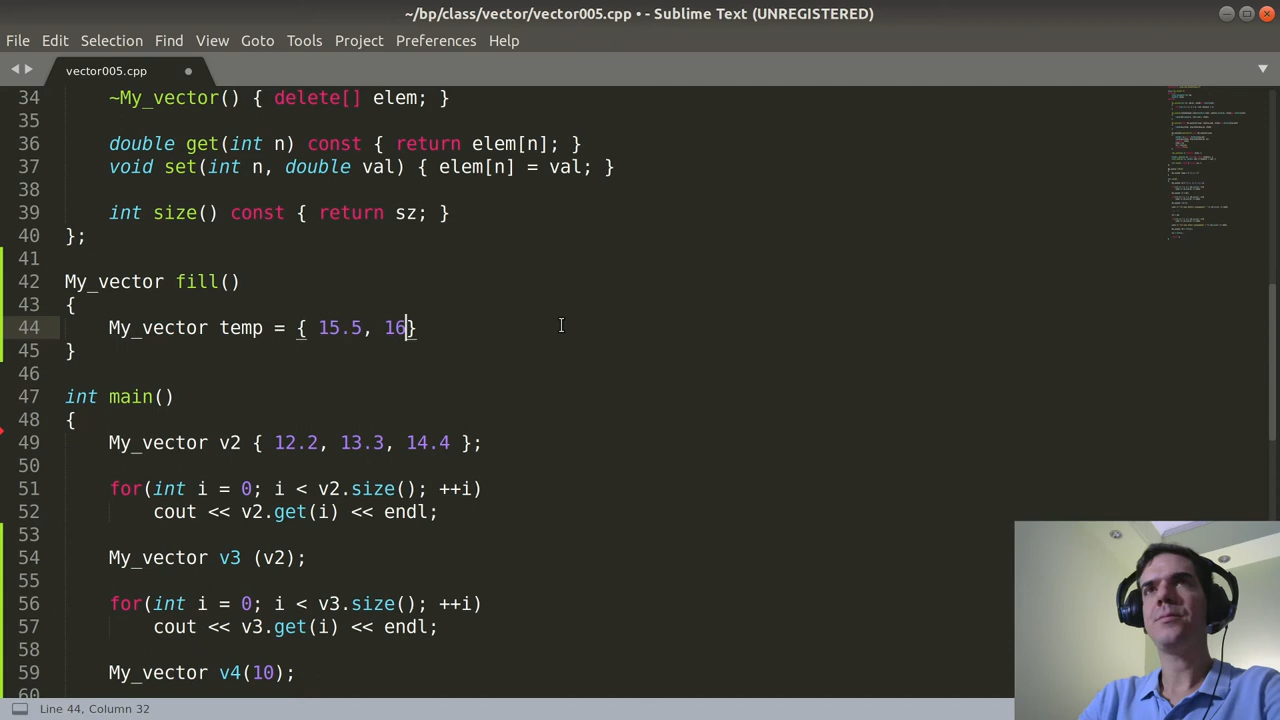 ~/bp/class/vector/vector005.cpp • - Sublime Text (UNREGISTERED)
File Edit Selection Find View Goto Tools Project Preferences Help
vector005.cpp
34 ~My_vector() { delete[] elem; }
35
36 double get(int n) const { return elem[n]; }
37 void set(int n, double val) { elem[n] = val; }
38
39 int size() const { return sz; }
40 };
41
42 My_vector fill()
43 {
44 My_vector temp = { 15.5, 16}
45 }
46
47 int main()
48 {
49 My_vector v2 { 12.2, 13.3, 14.4 };
50
51 for(int i = 0; i < v2.size(); ++i)
52 cout << v2.get(i) << endl;
53
54 My_vector v3 (v2);
55
56 for(int i = 0; i < v3.size(); ++i)
57 cout << v3.get(i) << endl;
58
59 My_vector v4(10);
60
Line 44, Column 32